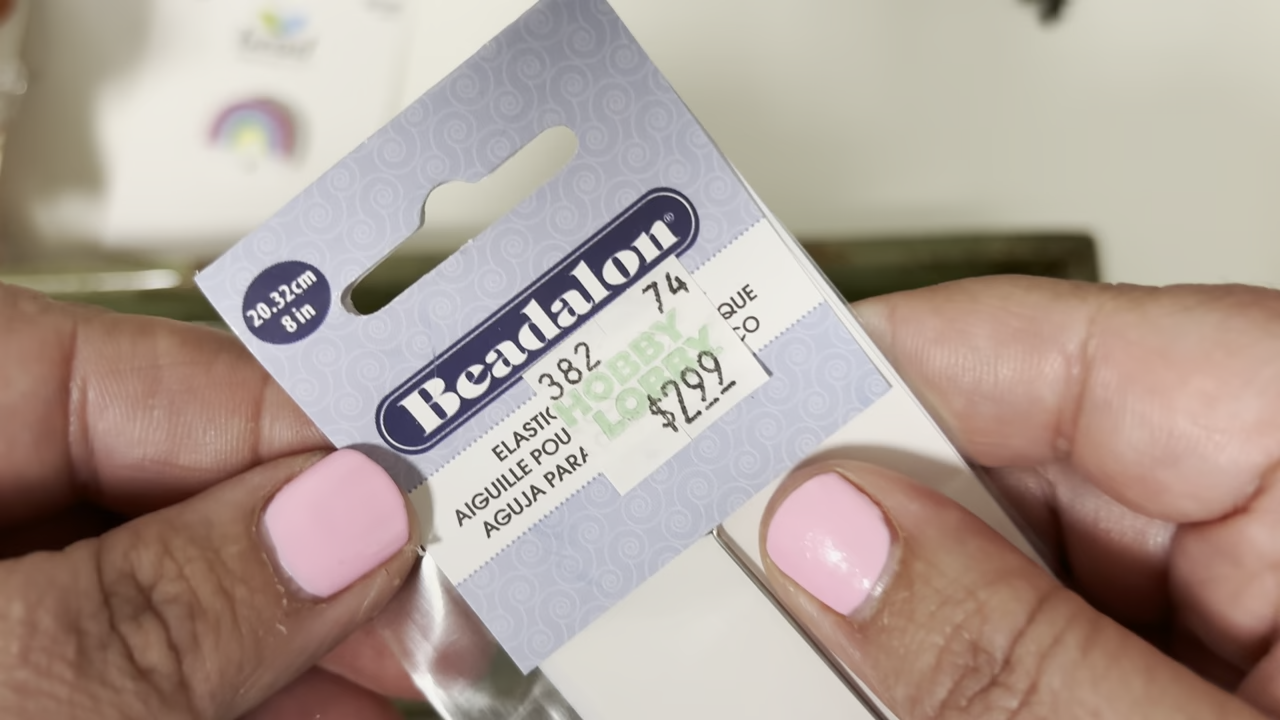 20.32cm
8 in
Beadalon®
74
382
HOBBY
LOBBY
$2.99
ELASTIC
AIGUILLE POU
QUE
AGUJA PARA
CO